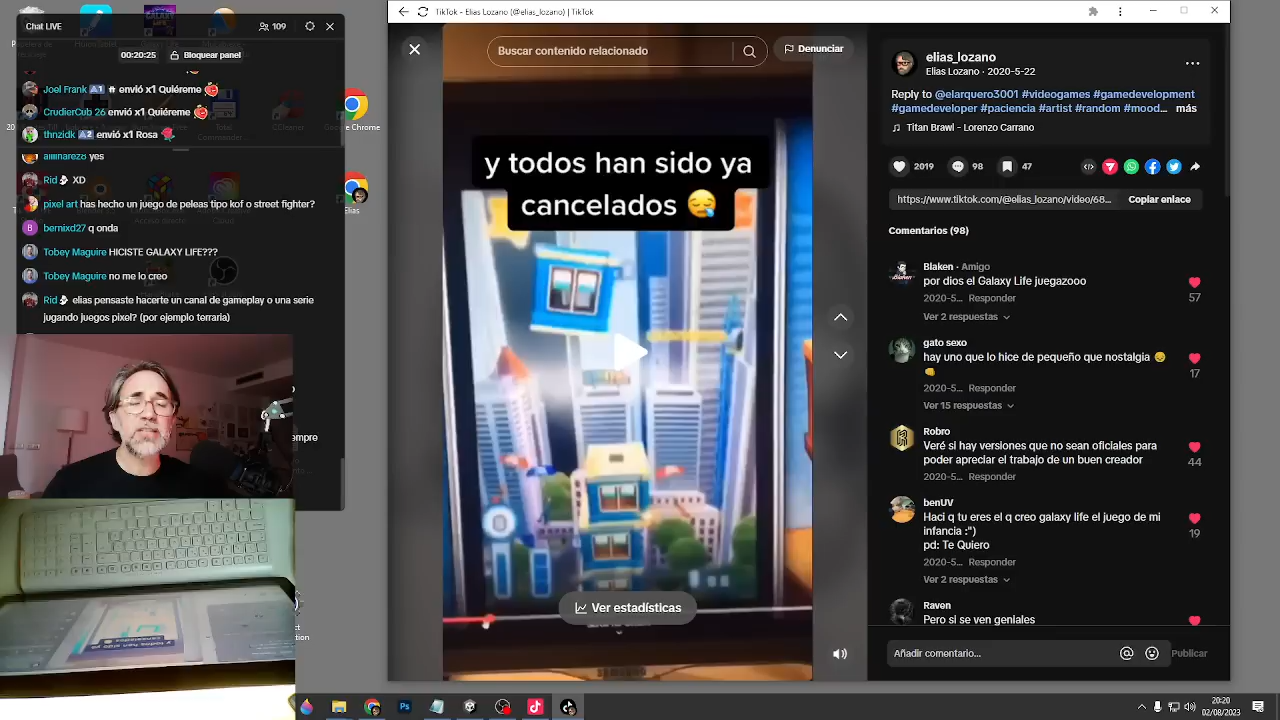 TikTok - Elias Lozano (@elias_lozano) | TikTok
Chat LIVE
109
00:20:25
Bloquear panel
Joel Frank A1 envió x1 Quiéreme
CrudierCub 26 envió x1 Quiéreme
thnzidk A2 envió x1 Rosa
yes
Rid XD
pixel art has hecho un juego de peleas tipo kof o street fighter?
B bernixd27 q onda
Tobey Maguire HICISTE GALAXY LIFE???
Tobey Maguire no me lo creo
Rid elias pensaste hacerte un canal de gameplay o una serie
jugando juegos pixel? (por ejemplo terraria)
Total
Commander
CCleaner
Chrome
Elias
Buscar contenido relacionado
Denunciar
y todos han sido ya
cancelados
Ver estadísticas
elias_lozano
Elias Lozano · 2020-5-22
Reply to @elarquero3001 #videogames #gamedevelopment
#gamedeveloper #paciencia #artist #random #mood... más
Titan Brawl - Lorenzo Carrano
2019
98
47
https://www.tiktok.com/@elias_lozano/video/68...
Copiar enlace
Comentarios (98)
Blaken · Amigo
por dios el Galaxy Life juegazooo
57
2020-5... Responder
Ver 2 respuestas
gato sexo
hay uno que lo hice de pequeño que nostalgia
17
2020-5... Responder
Ver 15 respuestas
Robro
Veré si hay versiones que no sean oficiales para
poder apreciar el trabajo de un buen creador
44
2020-5... Responder
benUV
Haci q tu eres el q creo galaxy life el juego de mi
infancia :")
pd: Te Quiero
19
2020-5... Responder
Ver 2 respuestas
Raven
Pero si se ven geniales
Añadir comentario...
Publicar
Ps
20:20
02/08/2023